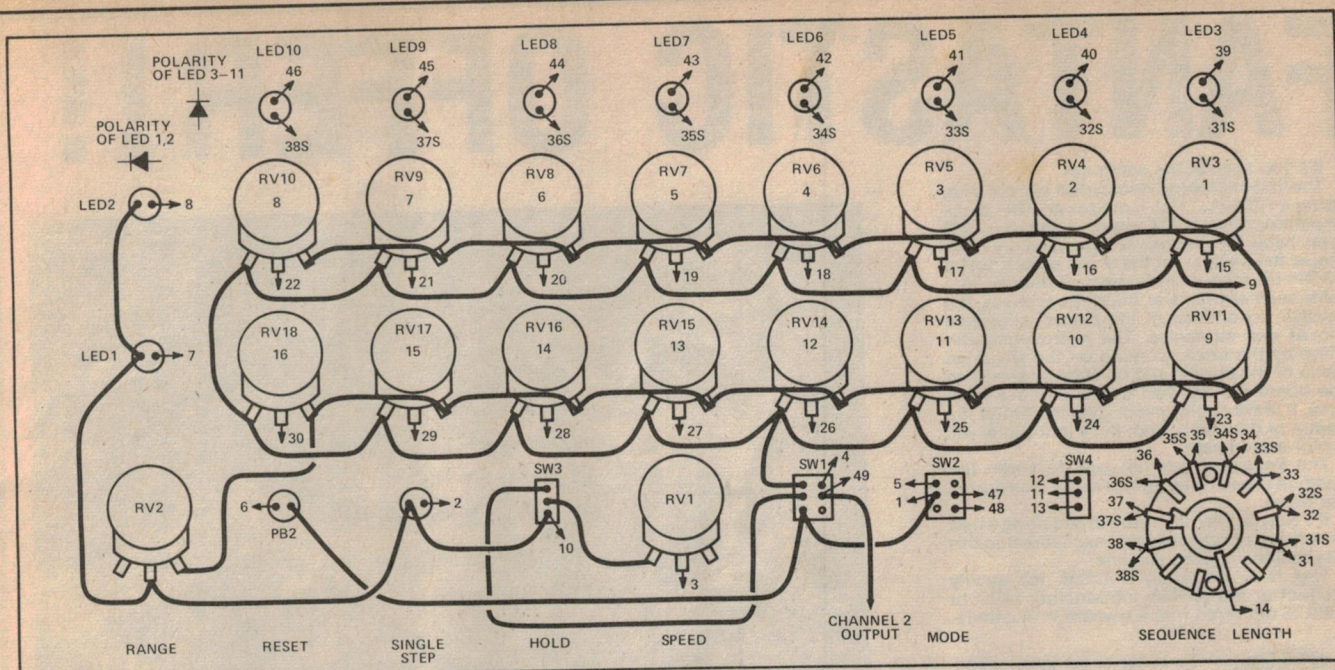 LED10
LED9
LED8
LED7
LED6
LED5
LED4
LED3
POLARITY
OF LED 3–11
46
45
44
43
42
41
40
39
38S
37S
36S
35S
34S
33S
32S
31S
POLARITY
OF LED 1,2
LED2
8
RV10
8
RV9
7
RV8
6
RV7
5
RV6
4
RV5
3
RV4
2
RV3
1
22
21
20
19
18
17
16
15
9
LED1
7
RV18
16
RV17
15
RV16
14
RV15
13
RV14
12
RV13
11
RV12
10
RV11
9
30
29
28
27
26
25
24
23
RV2
6
PB2
2
SW3
10
RV1
3
SW1
4
49
SW2
5
1
47
48
SW4
12
11
13
35S
35
34S
34
33S
33
36
36S
37
37S
38
38S
32S
32
31S
31
14
CHANNEL 2
OUTPUT
RANGE
RESET
SINGLE
STEP
HOLD
SPEED
MODE
SEQUENCE LENGTH